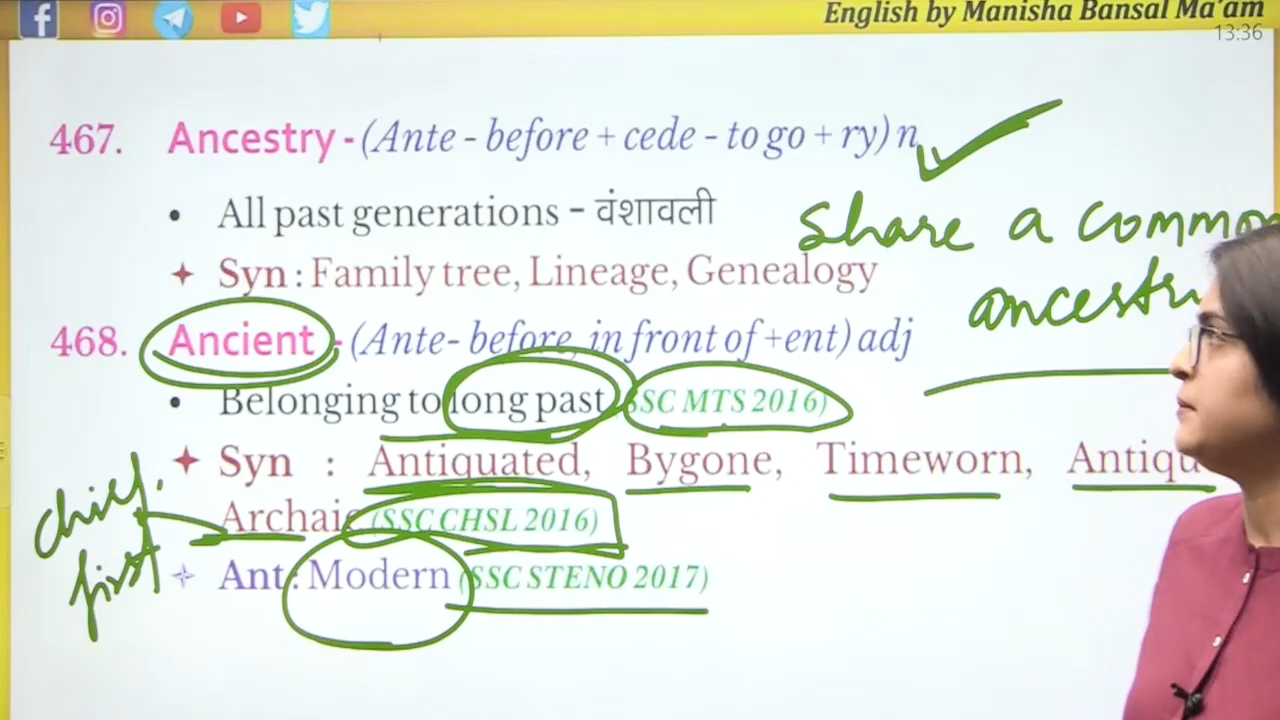 English by Manisha Bansal Ma'am
13:36
467. Ancestry - (Ante - before + cede - to go + ry) n
• All past generations - वंशावली
share a common
Syn : Family tree, Lineage, Genealogy
ancestry
468. Ancient - (Ante- before, in front of +ent) adj
• Belonging to long past (SSC MTS 2016)
Syn : Antiquated, Bygone, Timeworn, Antiqu
chief.
Archaic (SSC CHSL 2016)
first
Ant : Modern (SSC STENO 2017)